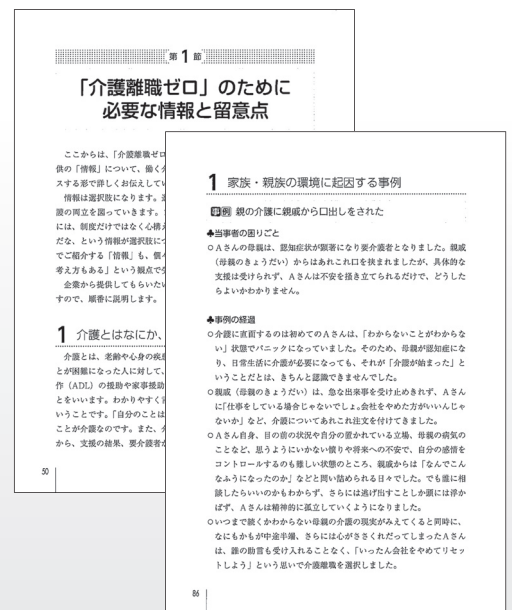 第1節
「介護離職ゼロ」のために
必要な情報と留意点
ここからは、「介護離職ゼロ
供の「情報」について、働く
スする形で詳しくお伝えして
情報は選択肢になります。
護の両立を図っていきます。
には、制度だけではなく心構
だな、という情報が選択肢に
でご紹介する「情報」も、個
考え方もある」という観点で
企業から提供してもらいた
すので、順番に説明します。
1 介護とはなにか、
介護とは、老齢や心身の疾
とが困難になった人に対して、
作（ADL）の援助や家事援助
とをいいます。わかりやすく
いうことです。「自分のことは
ことが介護なのです。また、
から、支援の結果、要介護者
50
1 家族・親族の環境に起因する事例
事例 親の介護に親戚から口出しをされた
♣当事者の困りごと
○Aさんの母親は、認知症状が顕著になり要介護者となりました。親戚
（母親のきょうだい）からはあれこれ口を挟まれましたが、具体的な
支援は受けられず、Aさんは不安を掻き立てられるだけで、どうした
らよいかわかりません。
♣事例の経過
○介護に直面するのは初めてのAさんは、「わからないことがわからな
い」状態でパニックになっていました。そのため、母親が認知症にな
り、日常生活に介護が必要になっても、それが「介護が始まった」と
いうことだとは、きちんと認識できませんでした。
○親戚（母親のきょうだい）は、急な出来事を受け止めきれず、Aさん
に「仕事をしている場合じゃないでしょ。会社をやめた方がいいんじゃ
ないか」など、介護についてあれこれ注文を付けてきました。
○Aさん自身、目の前の状況や自分の置かれている立場、母親の病気の
ことなど、思うようにいかない憤りや将来への不安で、自分の感情を
コントロールするのも難しい状態のところ、親戚からは「なんでこん
なふうになったのか」などと問い詰められる日々でした。でも誰に相
談したらいいのかもわからず、さらには逃げ出すことしか頭には浮か
ばず、Aさんは精神的に孤立していくようになりました。
○いつまで続くかわからない母親の介護の現実がみえてくると同時に、
なにもかもが中途半端、さらには心がささくれだってしまったAさん
は、誰の助言も受け入れることなく、「いったん会社をやめてリセッ
トしよう」という思いで介護離職を選択しました。
86